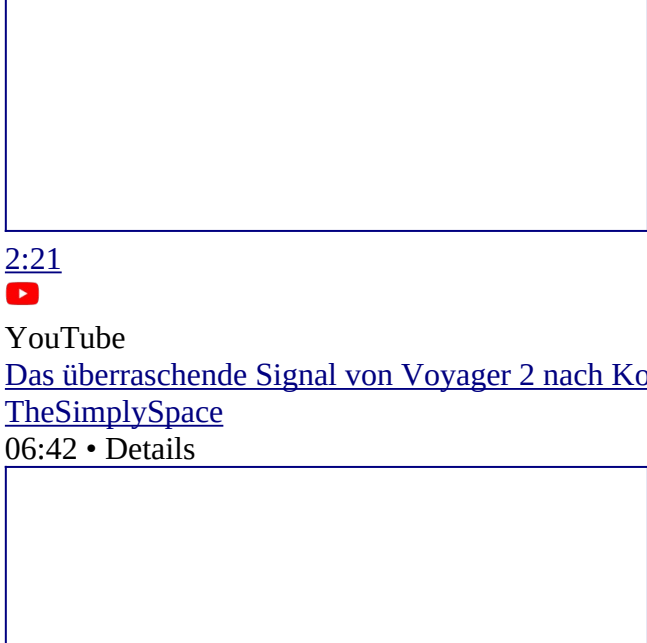 2:21
YouTube
Das überraschende Signal von Voyager 2 nach Ko
TheSimplySpace
06:42 • Details